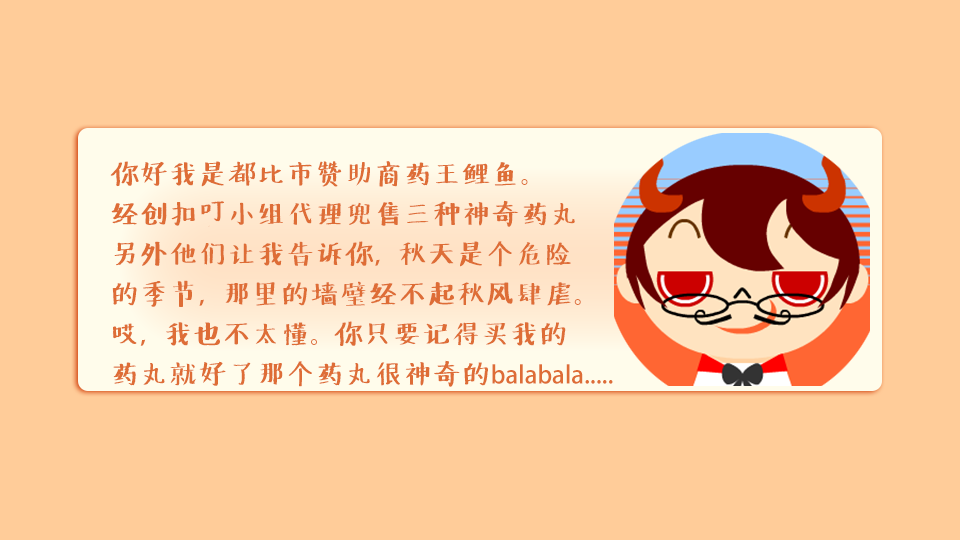 你好我是都比市赞助商药王鲤鱼。
经创扣叮小组代理兜售三种神奇药丸
另外他们让我告诉你，秋天是个危险
的季节，那里的墙壁经不起秋风肆虐。
哎，我也不太懂。你只要记得买我的
药丸就好了那个药丸很神奇的balabala.....